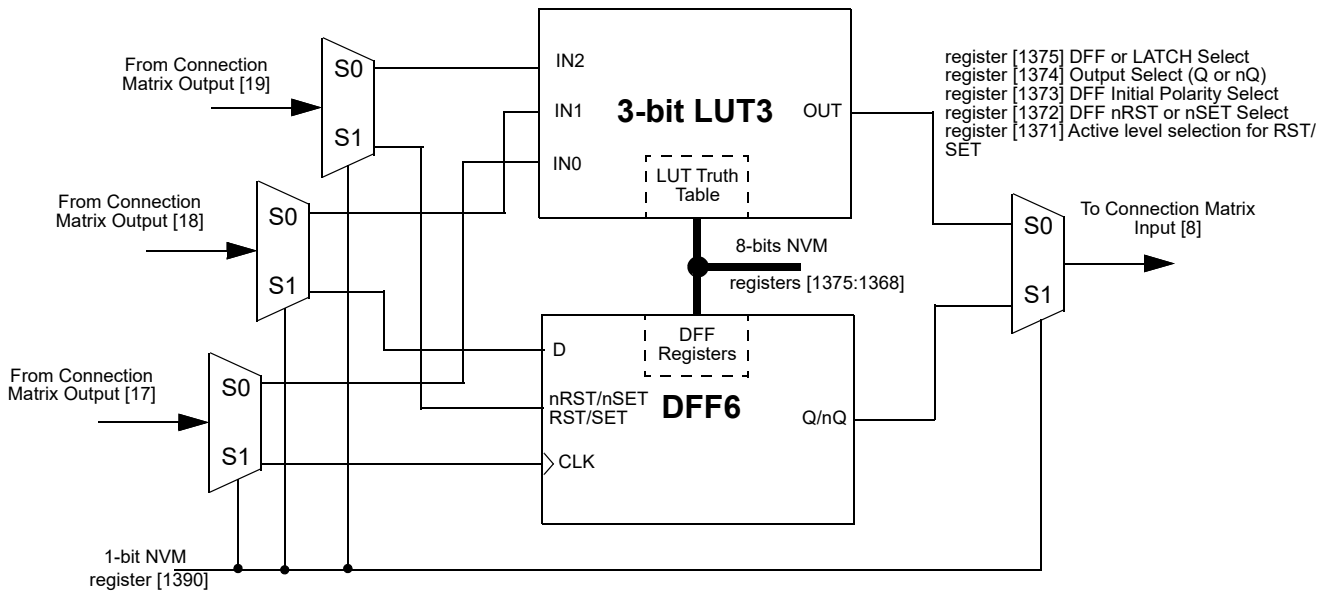 From Connection
Matrix Output [19]
S0
S1
IN2
IN1
IN0
3-bit LUT3
OUT
LUT Truth
Table
register [1375] DFF or LATCH Select
register [1374] Output Select (Q or nQ)
register [1373] DFF Initial Polarity Select
register [1372] DFF nRST or nSET Select
register [1371] Active level selection for RST/
SET
From Connection
Matrix Output [18]
S0
S1
8-bits NVM
registers [1375:1368]
S0
S1
To Connection Matrix
Input [8]
From Connection
Matrix Output [17]
S0
S1
DFF
Registers
D
nRST/nSET
RST/SET
DFF6
Q/nQ
CLK
1-bit NVM
register [1390]